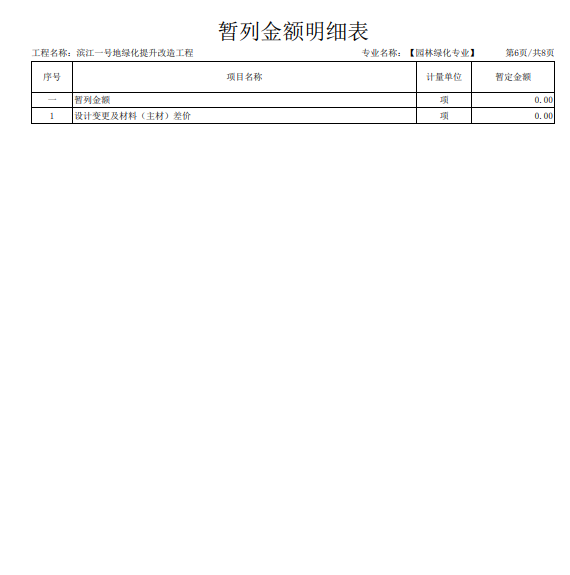 暂列金额明细表
工程名称：滨江一号地绿化提升改造工程 专业名称：【园林绿化专业】 第6页/共8页
序号 项目名称 计量单位 暂定金额
一 暂列金额 项 0.00
1 设计变更及材料（主材）差价 项 0.00